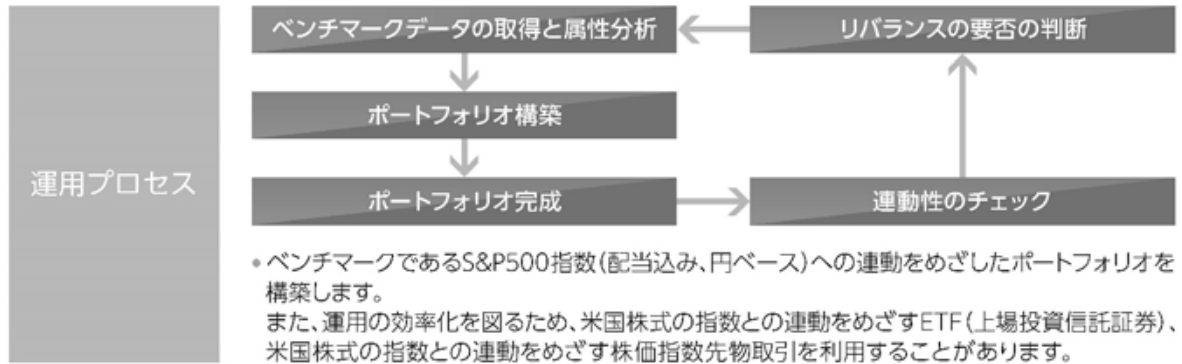 運用プロセス
ベンチマークデータの取得と属性分析
リバランスの要否の判断
ポートフォリオ構築
ポートフォリオ完成
連動性のチェック
•ベンチマークであるS&P500指数(配当込み、円ベース)への連動をめざしたポートフォリオを
構築します。
また、運用の効率化を図るため、米国株式の指数との連動をめざすETF(上場投資信託証券)、
米国株式の指数との連動をめざす株価指数先物取引を利用することがあります。